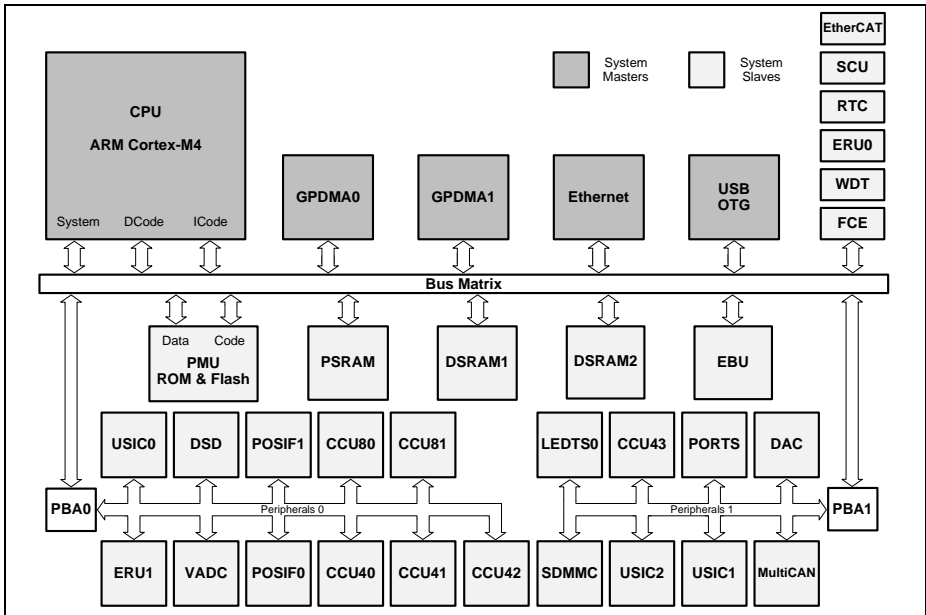 EtherCAT
CPU
ARM Cortex-M4
System Masters
System Slaves
SCU
RTC
ERU0
WDT
FCE
System DCode ICode
GPDMA0
GPDMA1
Ethernet
USB
OTG
Bus Matrix
Data Code
PMU
ROM & Flash
PSRAM
DSRAM1
DSRAM2
EBU
USIC0
DSD
POSIF1
CCU80
CCU81
LEDTS0
CCU43
PORTS
DAC
PBA0
Peripherals 0
Peripherals 1
PBA1
ERU1
VADC
POSIF0
CCU40
CCU41
CCU42
SDMMC
USIC2
USIC1
MultiCAN